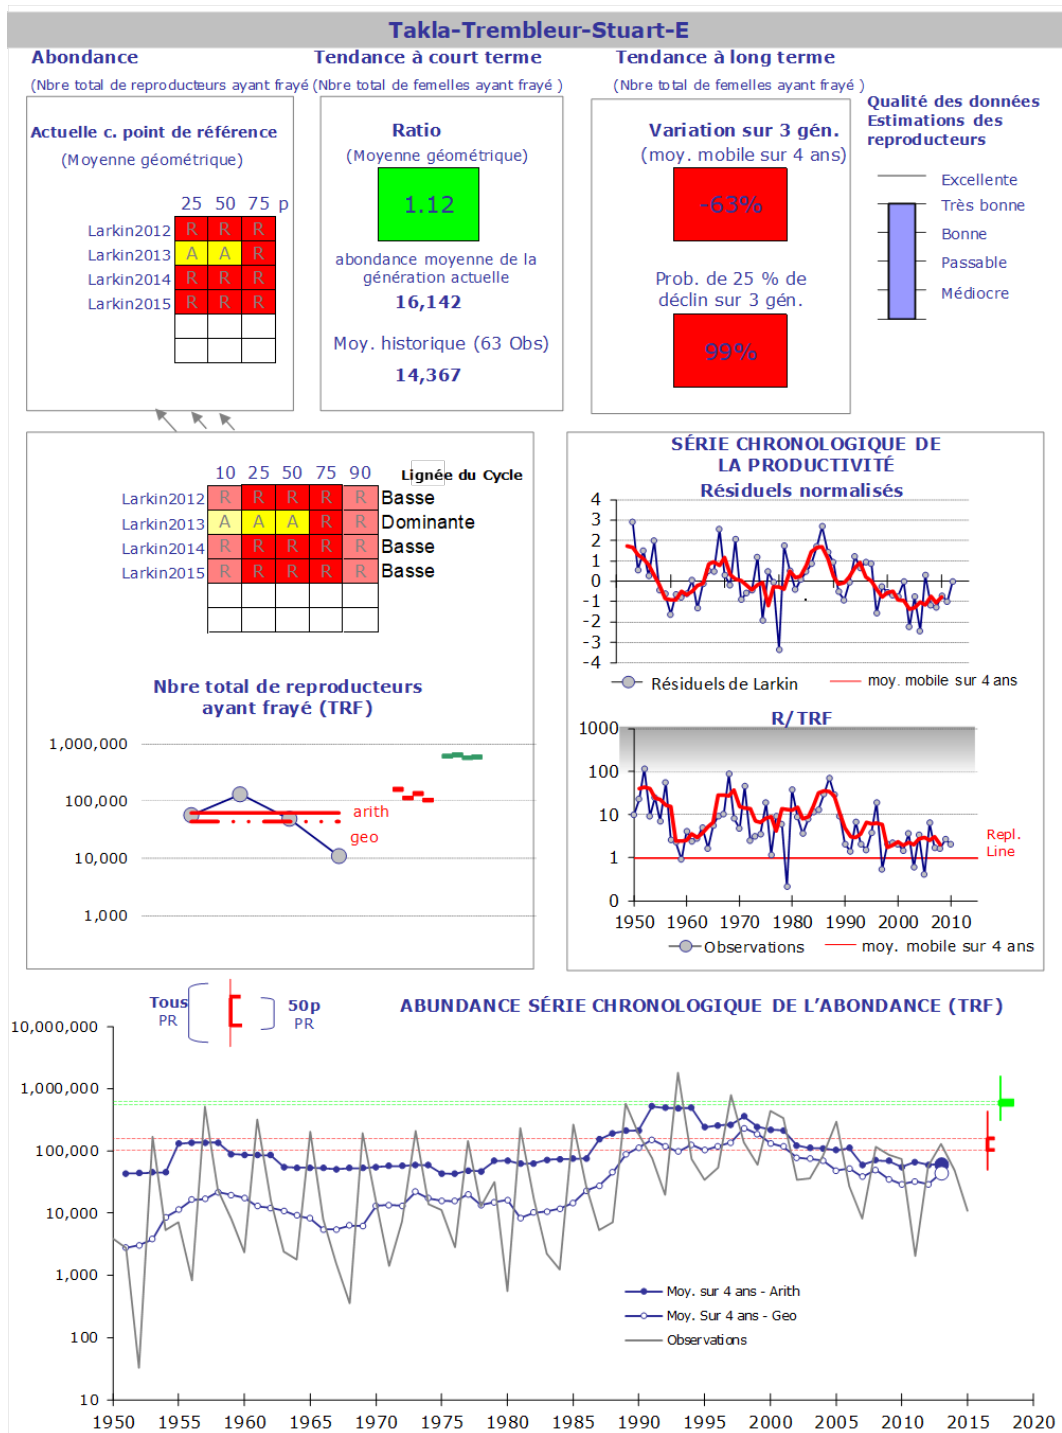 Takla-Trembleur-Stuart-E
Abondance
(Nbre total de reproducteurs ayant frayé)
Tendance à court terme
(Nbre total de femelles ayant frayé )
Tendance à long terme
(Nbre total de femelles ayant frayé )
Actuelle c. point de référence
(Moyenne géométrique)
25 50 75 p
Larkin2012 R R R
Larkin2013 A A R
Larkin2014 R R R
Larkin2015 R R R
Ratio
(Moyenne géométrique)
1.12
abondance moyenne de la
génération actuelle
16,142
Moy. historique (63 Obs)
14,367
Variation sur 3 gén.
(moy. mobile sur 4 ans)
-63%
Prob. de 25 % de
déclin sur 3 gén.
99%
Qualité des données
Estimations des
reproducteurs
Excellente
Très bonne
Bonne
Passable
Médiocre
10 25 50 75 90 Lignée du Cycle
Larkin2012 R R R R R Basse
Larkin2013 A A A R R Dominante
Larkin2014 R R R R R Basse
Larkin2015 R R R R R Basse
Nbre total de reproducteurs
ayant frayé (TRF)
1,000,000
100,000
10,000
1,000
arith
geo
SÉRIE CHRONOLOGIQUE DE
LA PRODUCTIVITÉ
Résiduels normalisés
4
3
2
1
0
-1
-2
-3
-4
Résiduels de Larkin
moy. mobile sur 4 ans
R/TRF
1000
100
10
1
0
Repl.
Line
1950 1960 1970 1980 1990 2000 2010
Observations
moy. mobile sur 4 ans
Tous
PR
50p
PR
ABUNDANCE SÉRIE CHRONOLOGIQUE DE L'ABONDANCE (TRF)
10,000,000
1,000,000
100,000
10,000
1,000
100
10
Moy. sur 4 ans - Arith
Moy. Sur 4 ans - Geo
Observations
1950 1955 1960 1965 1970 1975 1980 1985 1990 1995 2000 2005 2010 2015 2020